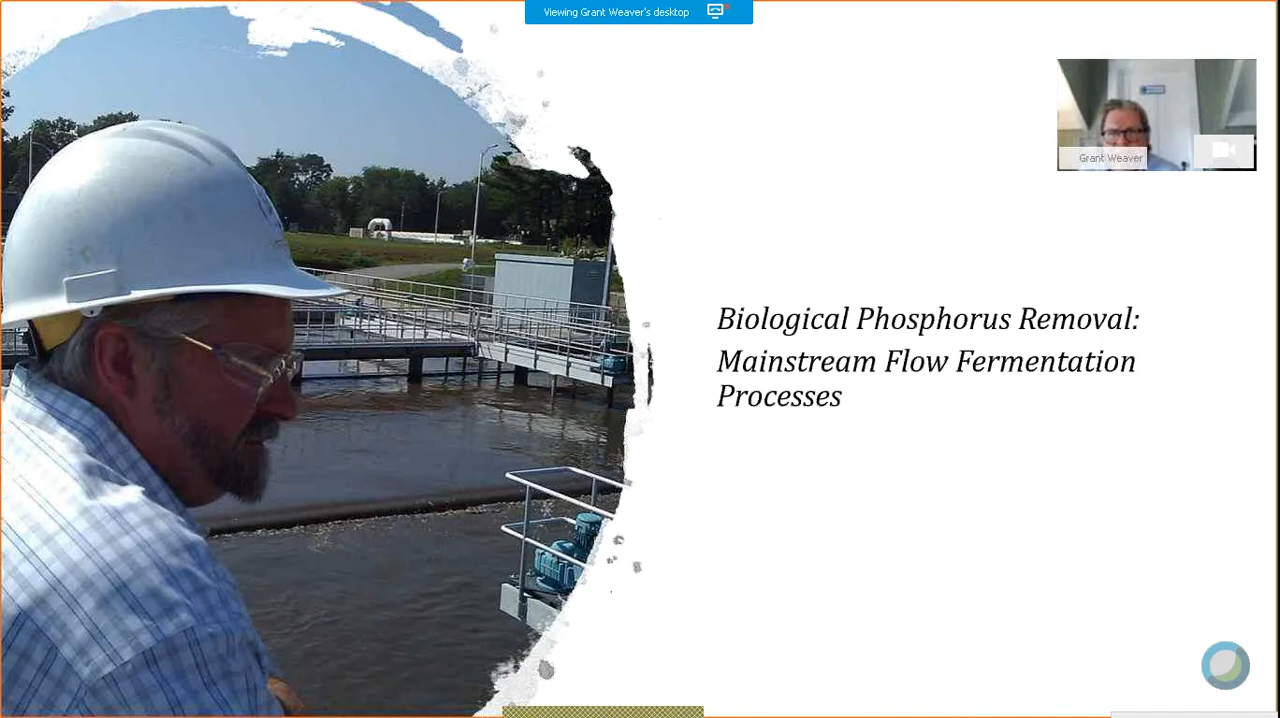 Viewing Grant Weaver's desktop
Grant Weaver
Biological Phosphorus Removal:
Mainstream Flow Fermentation
Processes